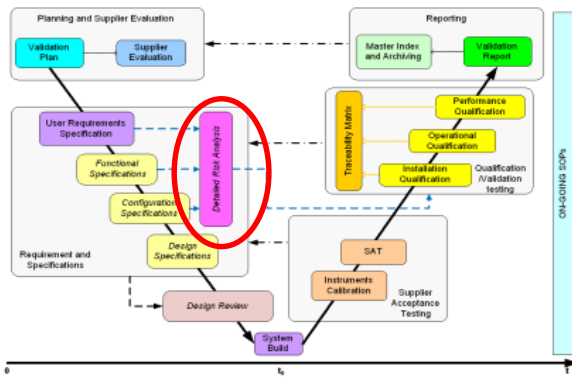 Planning and Supplier Evaluation
Validation
Plan
Supplier
Evaluation
Reporting
Master Index
and Archiving
Validation
Report
User Requirements
Specification
Functional
Specifications
Configuration
Specifications
Design
Specifications
Detailed Risk Analysis
Requirement and
Specifications
Design Review
System
Build
Traceability Matrix
Performance
Qualification
Operational
Qualification
Installation
Qualification
Qualification
/Validation
testing
SAT
Instruments
Calibration
Supplier
Acceptance
Testing
ON-GOING SOPs
0
t₀
t